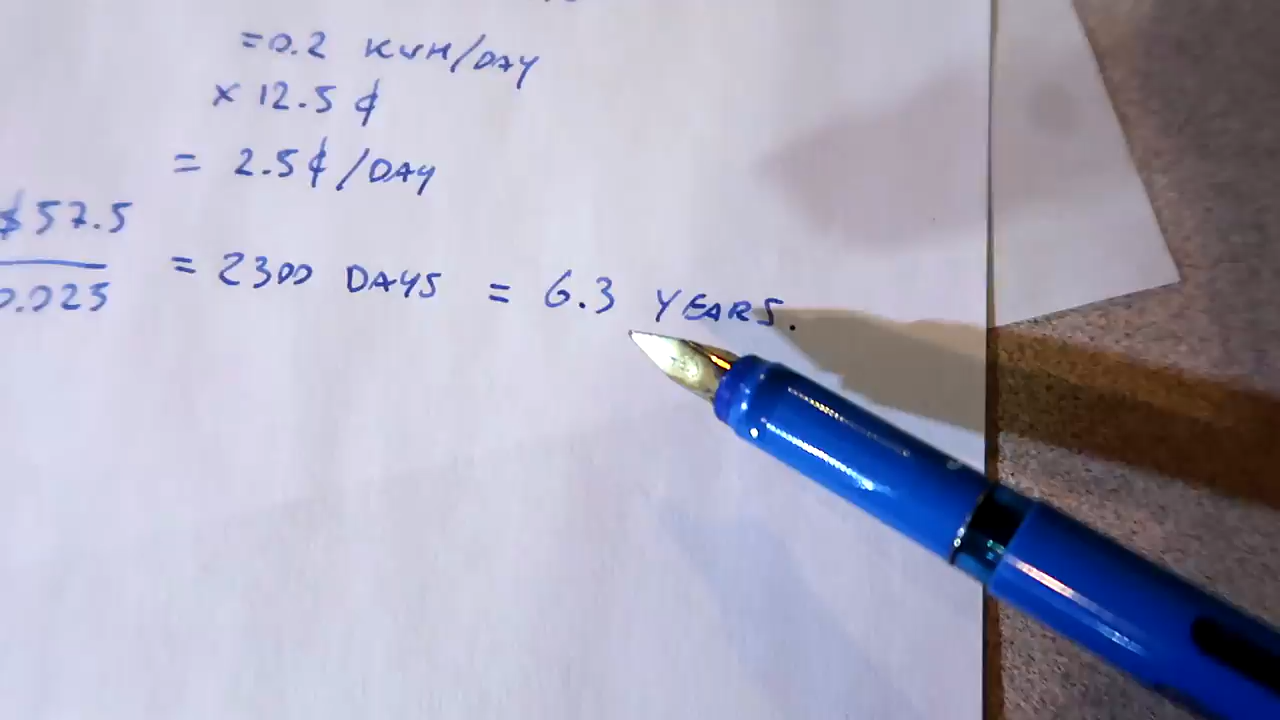 =0.2 KWH/DAY
× 12.5 ¢
= 2.5¢/DAY
$57.5
0.025 = 2300 DAYS = 6.3 YEARS.